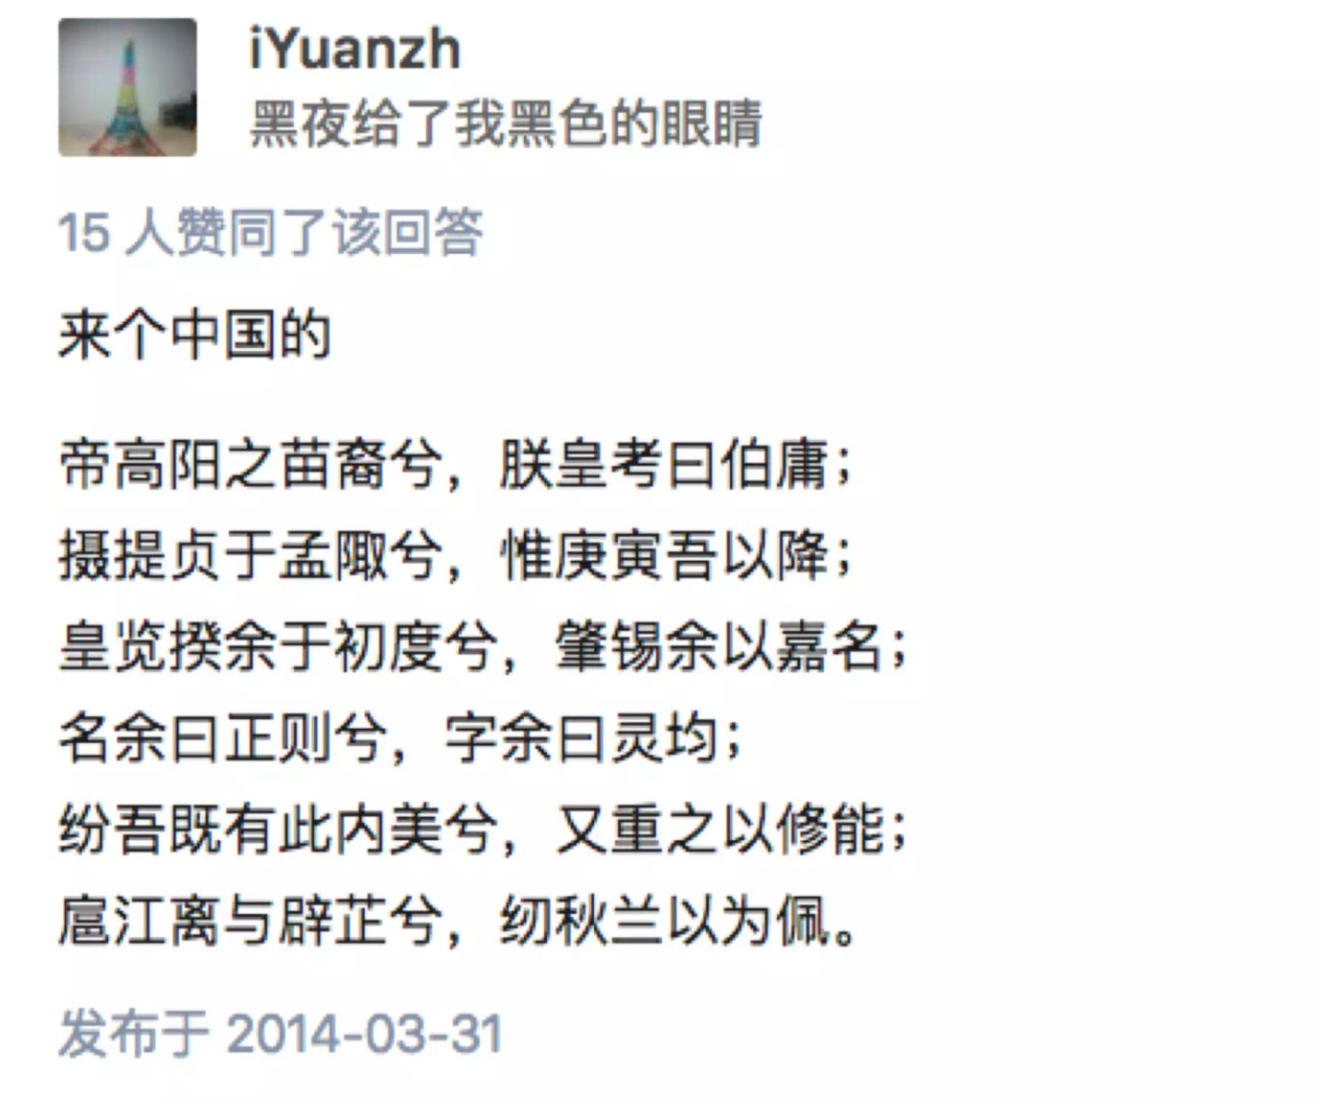 iYuanzh
黑夜给了我黑色的眼睛
15 人赞同了该回答
来个中国的
帝高阳之苗裔兮，朕皇考曰伯庸；
摄提贞于孟陬兮，惟庚寅吾以降；
皇览揆余于初度兮，肇锡余以嘉名；
名余曰正则兮，字余曰灵均；
纷吾既有此内美兮，又重之以修能；
扈江离与辟芷兮，纫秋兰以为佩。
发布于 2014-03-31